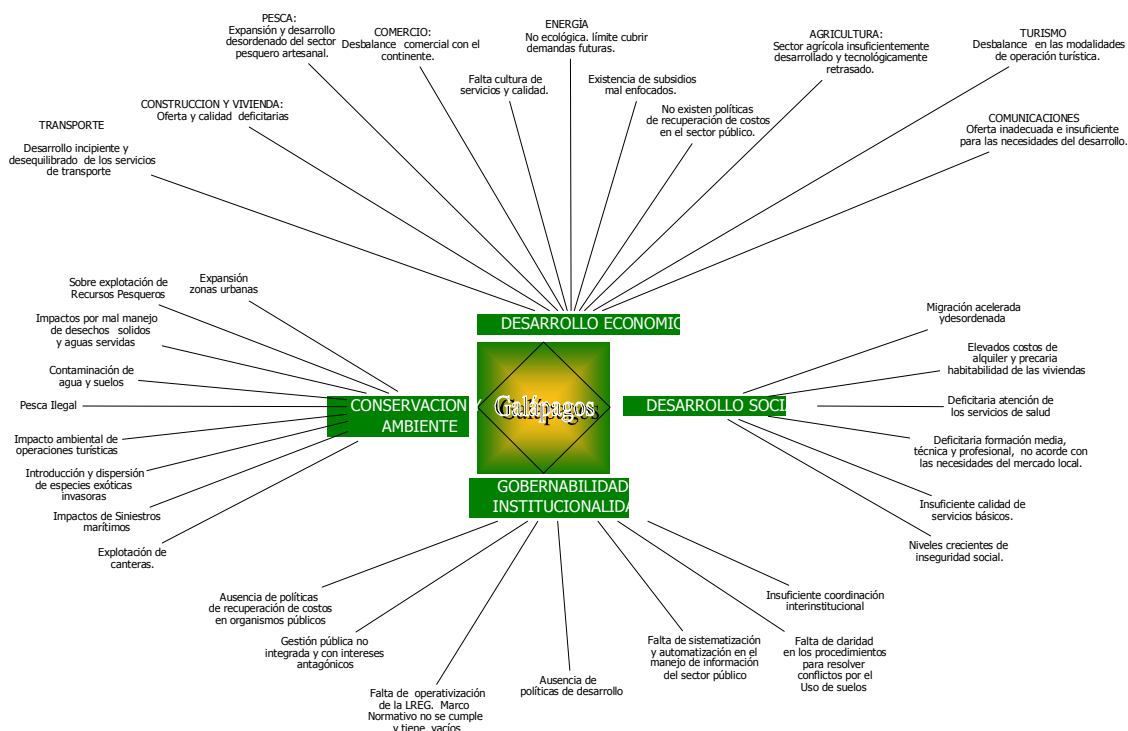 PESCA:
Expansión y desarrollo
desordenado del sector
pesquero artesanal.
COMERCIO:
Desbalance comercial con el
continente.
ENERGÍA
No ecológica. límite cubrir
demandas futuras.
AGRICULTURA:
Sector agrícola insuficientemente
desarrollado y tecnológicamente
retrasado.
TURISMO
Desbalance en las modalidades
de operación turística.
Falta cultura de
servicios y calidad.
Existencia de subsidios
mal enfocados.
CONSTRUCCION Y VIVIENDA:
Oferta y calidad deficitarias
No existen políticas
de recuperación de costos
en el sector público.
COMUNICACIONES
Oferta inadecuada e insuficiente
para las necesidades del desarrollo.
TRANSPORTE
Desarrollo incipiente y
desequilibrado de los servicios
de transporte
Expansión
zonas urbanas
Sobre explotación de
Recursos Pesqueros
Impactos por mal manejo
de desechos solidos
y aguas servidas
Contaminación de
agua y suelos
Pesca Ilegal
Impacto ambiental de
operaciones turísticas
Introducción y dispersión
de especies exóticas
invasoras
Impactos de Siniestros
marítimos
Explotación de
canteras.
DESARROLLO ECONOMIC
CONSERVACION Y
AMBIENTE
Galápagos
DESARROLLO SOCI
GOBERNABILIDAD
INSTITUCIONALIDA
Migración acelerada
ydesordenada
Elevados costos de
alquiler y precaria
habitabilidad de las viviendas
Deficitaria atención de
los servicios de salud
Deficitaria formación media,
técnica y profesional, no acorde con
las necesidades del mercado local.
Insuficiente calidad de
servicios básicos.
Niveles crecientes de
inseguridad social.
Ausencia de políticas
de recuperación de costos
en organismos públicos
Gestión pública no
integrada y con intereses
antagónicos
Falta de operativización
de la LREG. Marco
Normativo no se cumple
y tiene vacíos
Ausencia de
políticas de desarrollo
Falta de sistematización
y automatización en el
manejo de información
del sector público
Insuficiente coordinación
interinstitucional
Falta de claridad
en los procedimientos
para resolver
conflictos por el
Uso de suelos